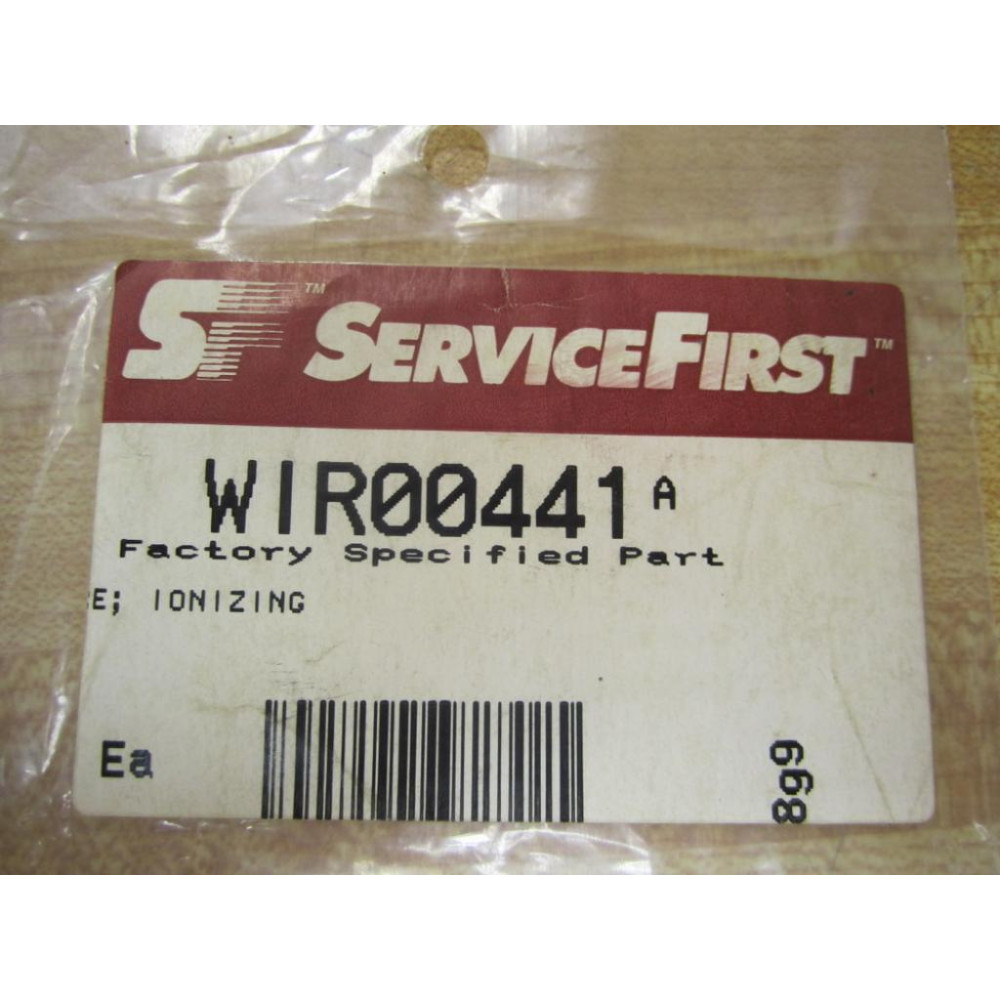 SF™ SERVICEFIRST™
WIR00441 A
Factory Specified Part
E; IONIZING
Ea
899